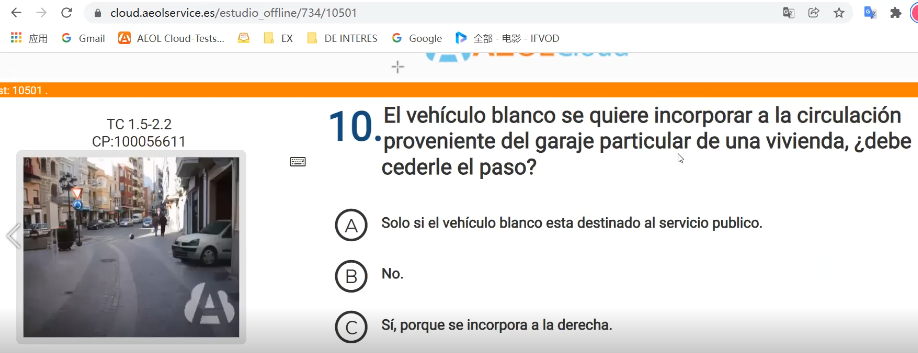 cloud.aeolservice.es/estudio_offline/734/10501
应用 Gmail AEOL Cloud-Tests... EX DE INTERES Google 全部 - 电影 - IFVOD
st: 10501 .
TC 1.5-2.2
CP:100056611
10. El vehículo blanco se quiere incorporar a la circulación
proveniente del garaje particular de una vivienda, ¿debe
cederle el paso?
A Solo si el vehículo blanco esta destinado al servicio publico.
B No.
C Sí, porque se incorpora a la derecha.